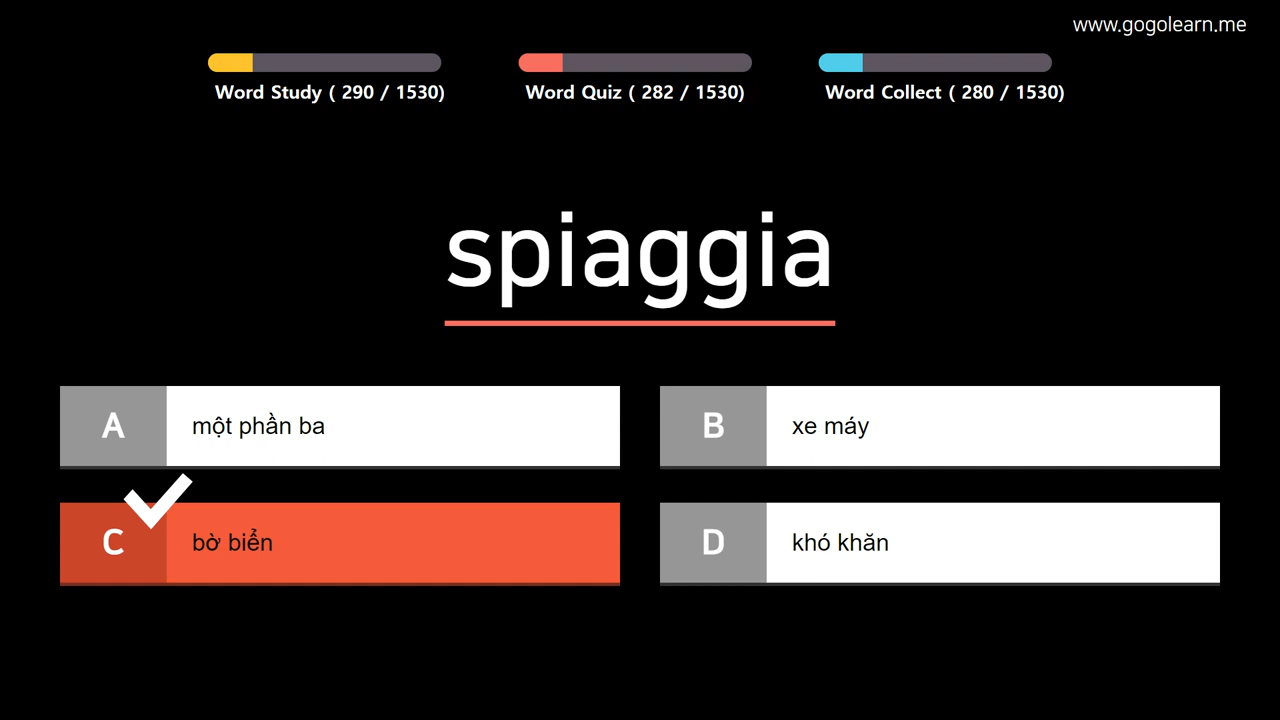 www.gogolearn.me
Word Study ( 290 / 1530)
Word Quiz ( 282 / 1530)
Word Collect ( 280 / 1530)
spiaggia
A
một phần ba
B
xe máy
C
bờ biển
D
khó khăn